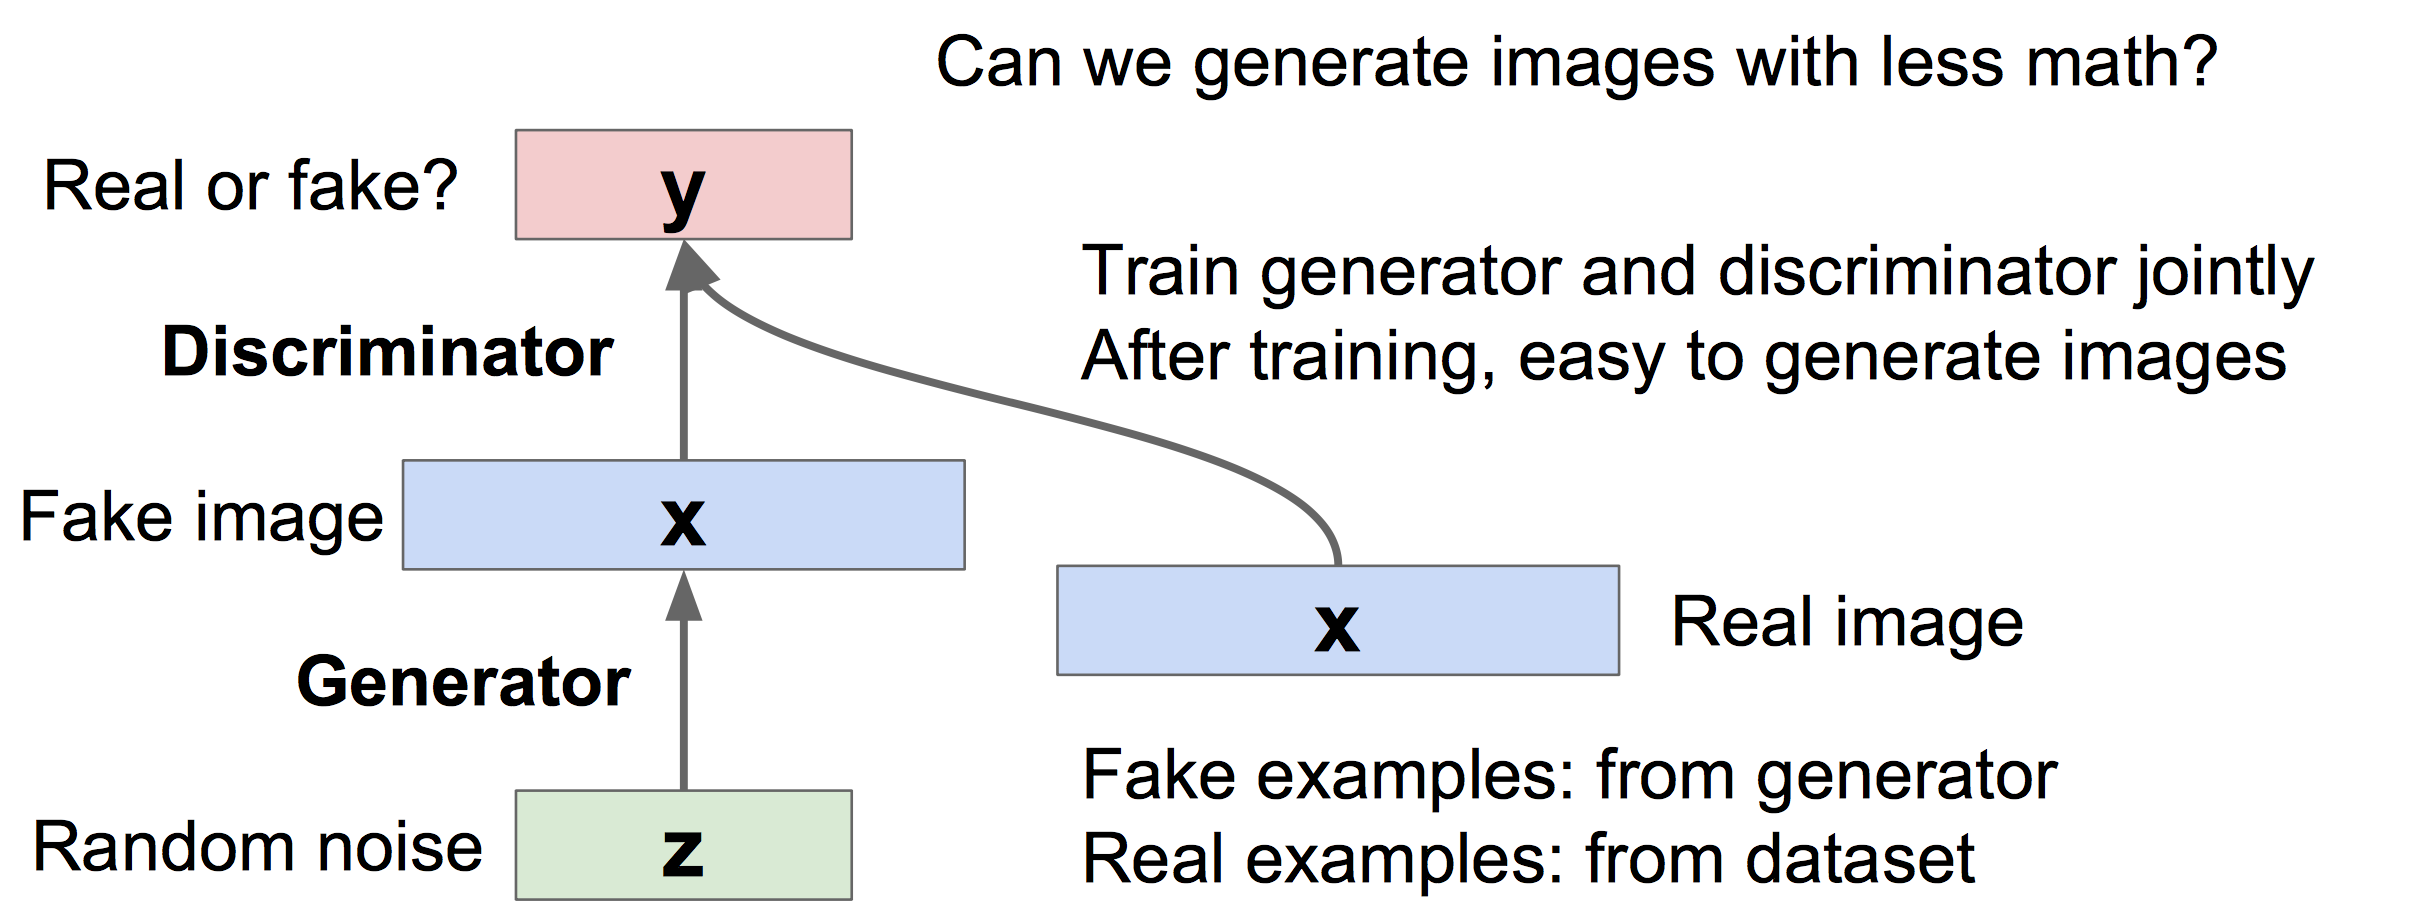 Can we generate images with less math?
Real or fake?
y
Train generator and discriminator jointly
After training, easy to generate images
Discriminator
Fake image
x
x
Real image
Generator
Fake examples: from generator
Real examples: from dataset
Random noise
z